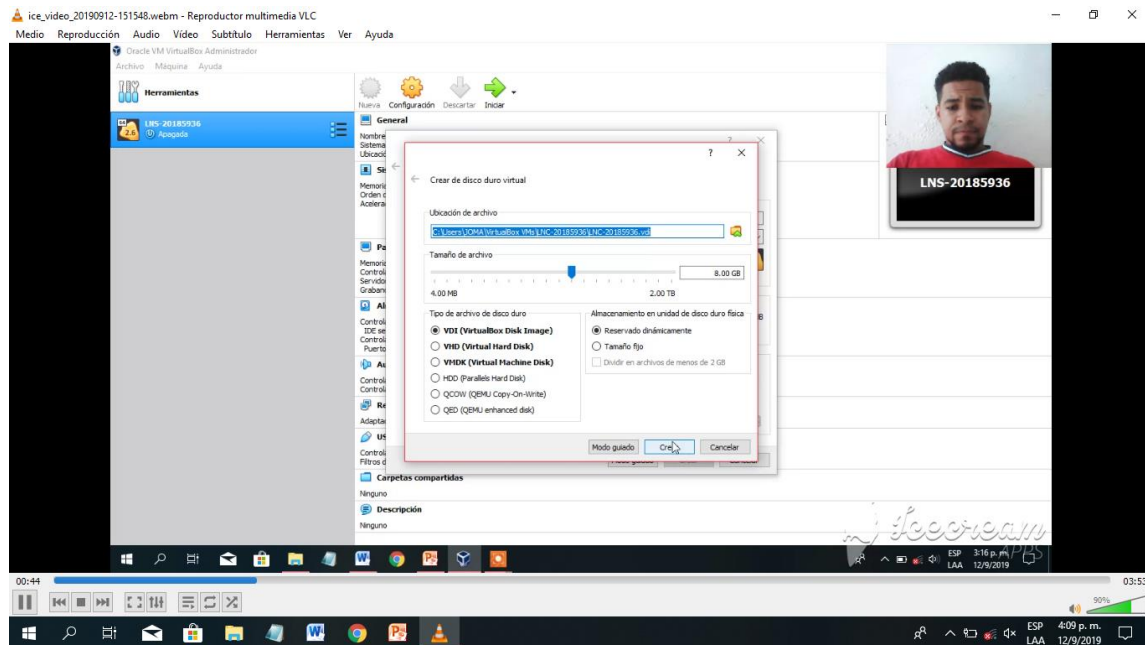 ice_video_20190912-151548.webm - Reproductor multimedia VLC
Medio Reproducción Audio Vídeo Subtítulo Herramientas Ver Ayuda
Oracle VM VirtualBox Administrador
Archivo Máquina Ayuda
Herramientas
Nueva Configuración Descartar Iniciar
LNS-20185936
Apagada
General
Nombre
Sistema
? ×
Crear de disco duro virtual
LNS-20185936
Ubicación de archivo
C:\Users\JOMA\VirtualBox VMs\LNC-20185936\LNC-20185936.vdi
Tamaño de archivo
8.00 GB
4.00 MB 2.00 TB
Tipo de archivo de disco duro Almacenamiento en unidad de disco duro física
VDI (VirtualBox Disk Image) Reservado dinámicamente
VHD (Virtual Hard Disk) Tamaño fijo
VMDK (Virtual Machine Disk) Dividir en archivos de menos de 2 GB
HDD (Parallels Hard Disk)
QCOW (QEMU Copy-On-Write)
QED (QEMU enhanced disk)
Modo guiado Cancelar
Carpetas compartidas
Ninguno
Descripción
Ninguno
Icecream
APPS
ESP 3:16 p. m.
LAA 12/9/2019
00:44 03:53
90%
ESP 4:09 p. m.
LAA 12/9/2019